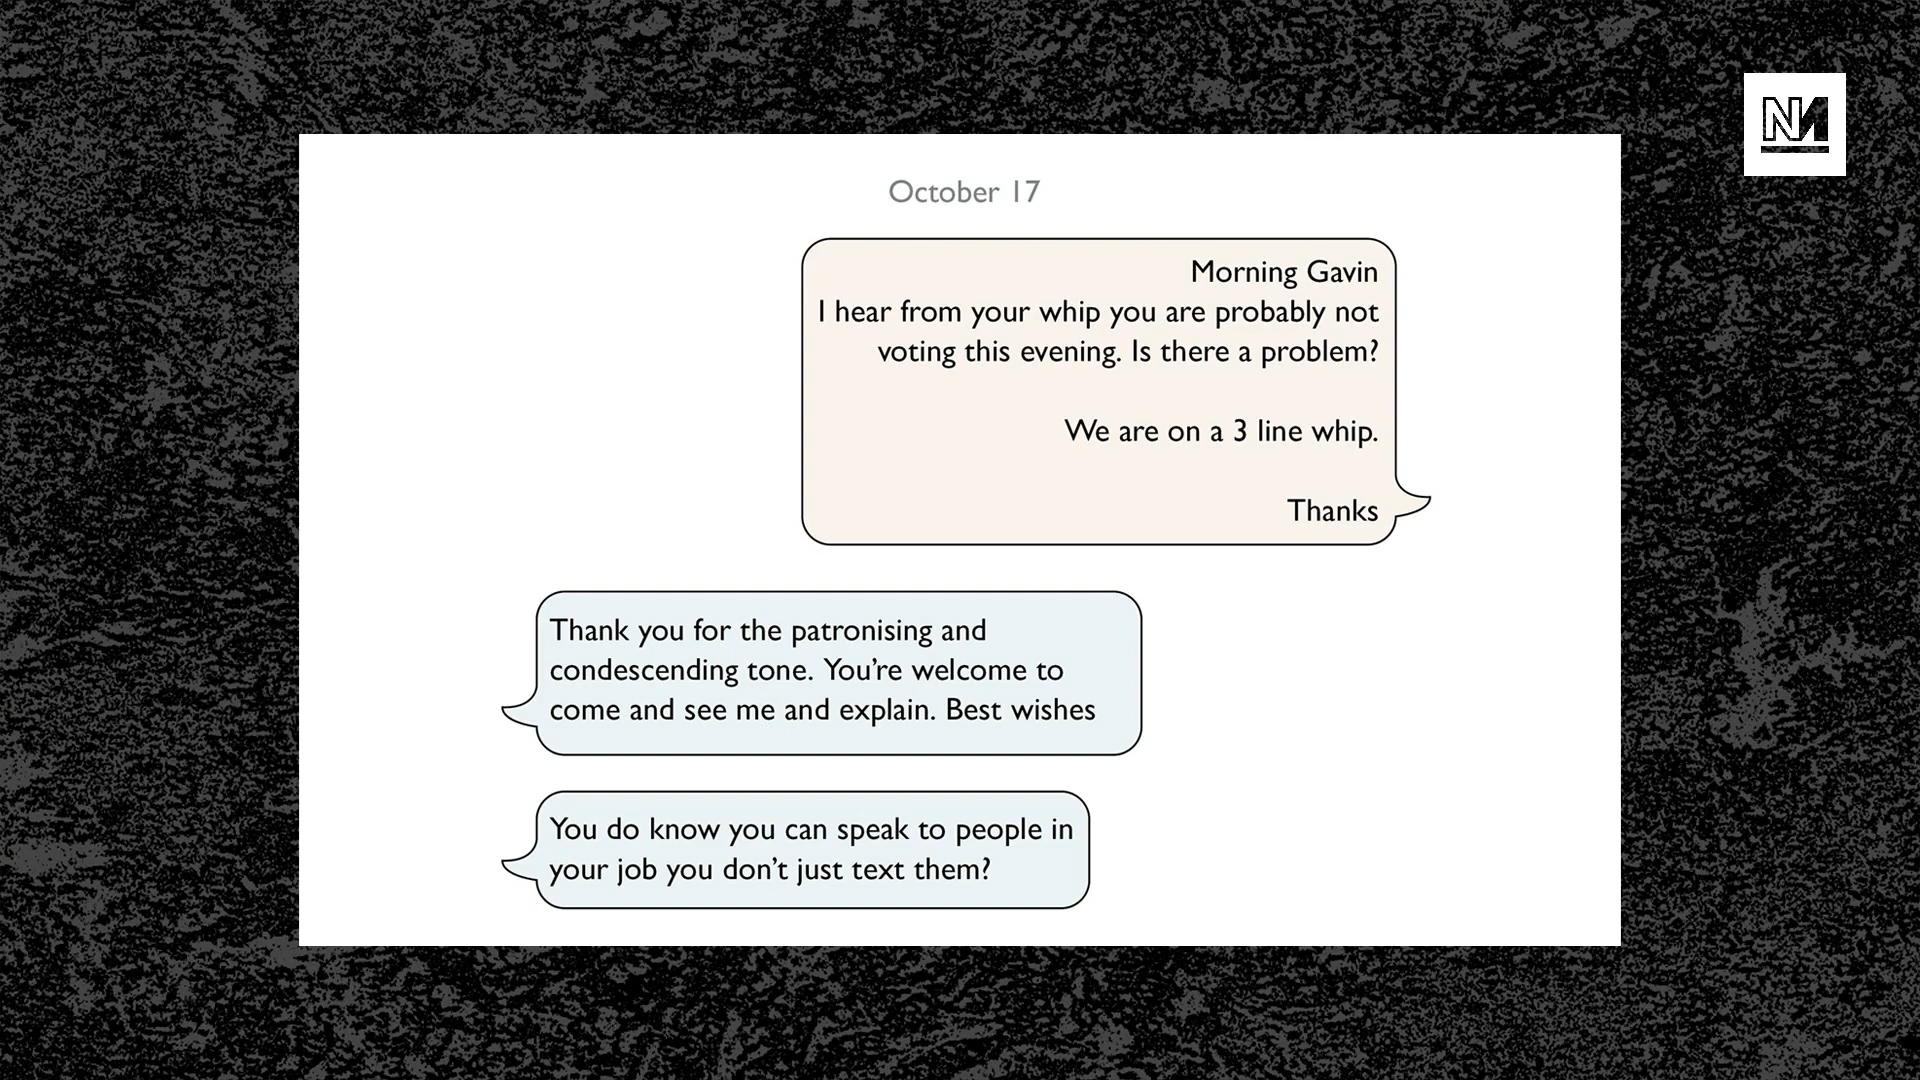 October 17
Morning Gavin
I hear from your whip you are probably not
voting this evening. Is there a problem?
We are on a 3 line whip.
Thanks
Thank you for the patronising and
condescending tone. You’re welcome to
come and see me and explain. Best wishes
You do know you can speak to people in
your job you don’t just text them?
NM